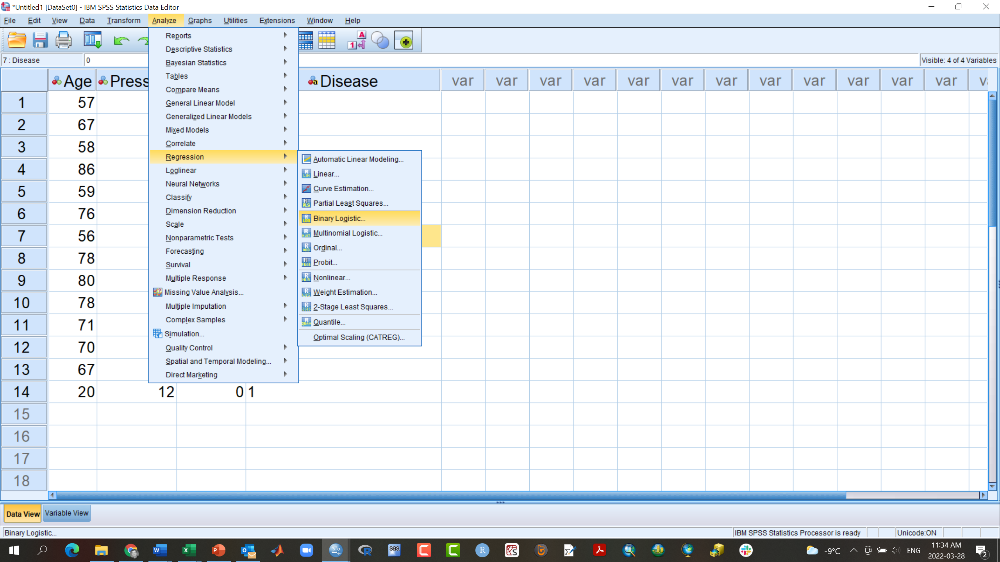 *Untitled1 [DataSet0] - IBM SPSS Statistics Data Editor
File Edit View Data Transform Analyze Graphs Utilities Extensions Window Help
7 : Disease 0 Visible: 4 of 4 Variables
Age Press Disease var var var var var var var var var var var var
1 57
2 67
3 58
4 86
5 59
6 76
7 56
8 78
9 80
10 78
11 71
12 70
13 67
14 20 12 0 1
15
16
17
18
Reports
Descriptive Statistics
Bayesian Statistics
Tables
Compare Means
General Linear Model
Generalized Linear Models
Mixed Models
Correlate
Regression
Loglinear
Neural Networks
Classify
Dimension Reduction
Scale
Nonparametric Tests
Forecasting
Survival
Multiple Response
Missing Value Analysis...
Multiple Imputation
Complex Samples
Simulation...
Quality Control
Spatial and Temporal Modeling...
Direct Marketing
Automatic Linear Modeling...
Linear...
Curve Estimation...
Partial Least Squares...
Binary Logistic...
Multinomial Logistic...
Ordinal...
Probit...
Nonlinear...
Weight Estimation...
2-Stage Least Squares...
Quantile...
Optimal Scaling (CATREG)...
Data View Variable View
Binary Logistic... IBM SPSS Statistics Processor is ready Unicode:ON
-9°C ENG 11:34 AM
2022-03-28
2